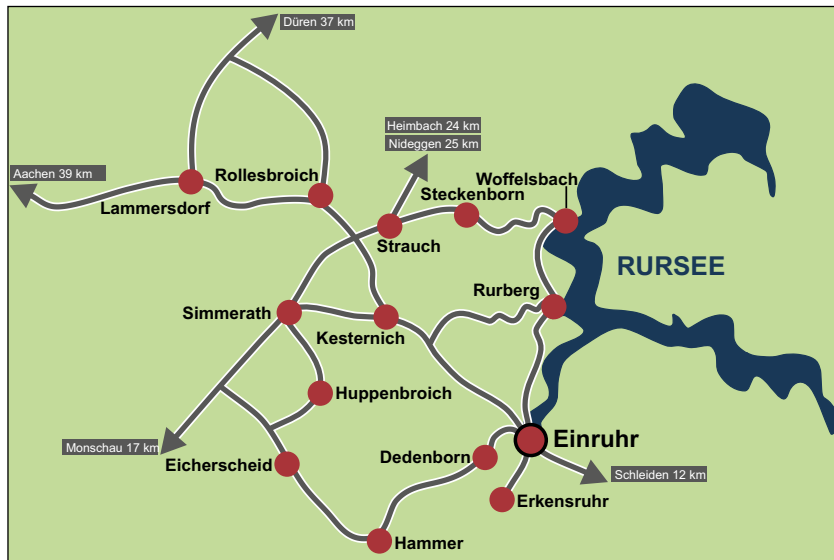 Düren 37 km
Heimbach 24 km
Nideggen 25 km
Woffelsbach
Aachen 39 km
Rollesbroich
Steckenborn
Lammersdorf
Strauch
RURSEE
Rurberg
Simmerath
Kesternich
Huppenbroich
Einruhr
Monschau 17 km
Dedenborn
Eicherscheid
Schleiden 12 km
Erkensruhr
Hammer